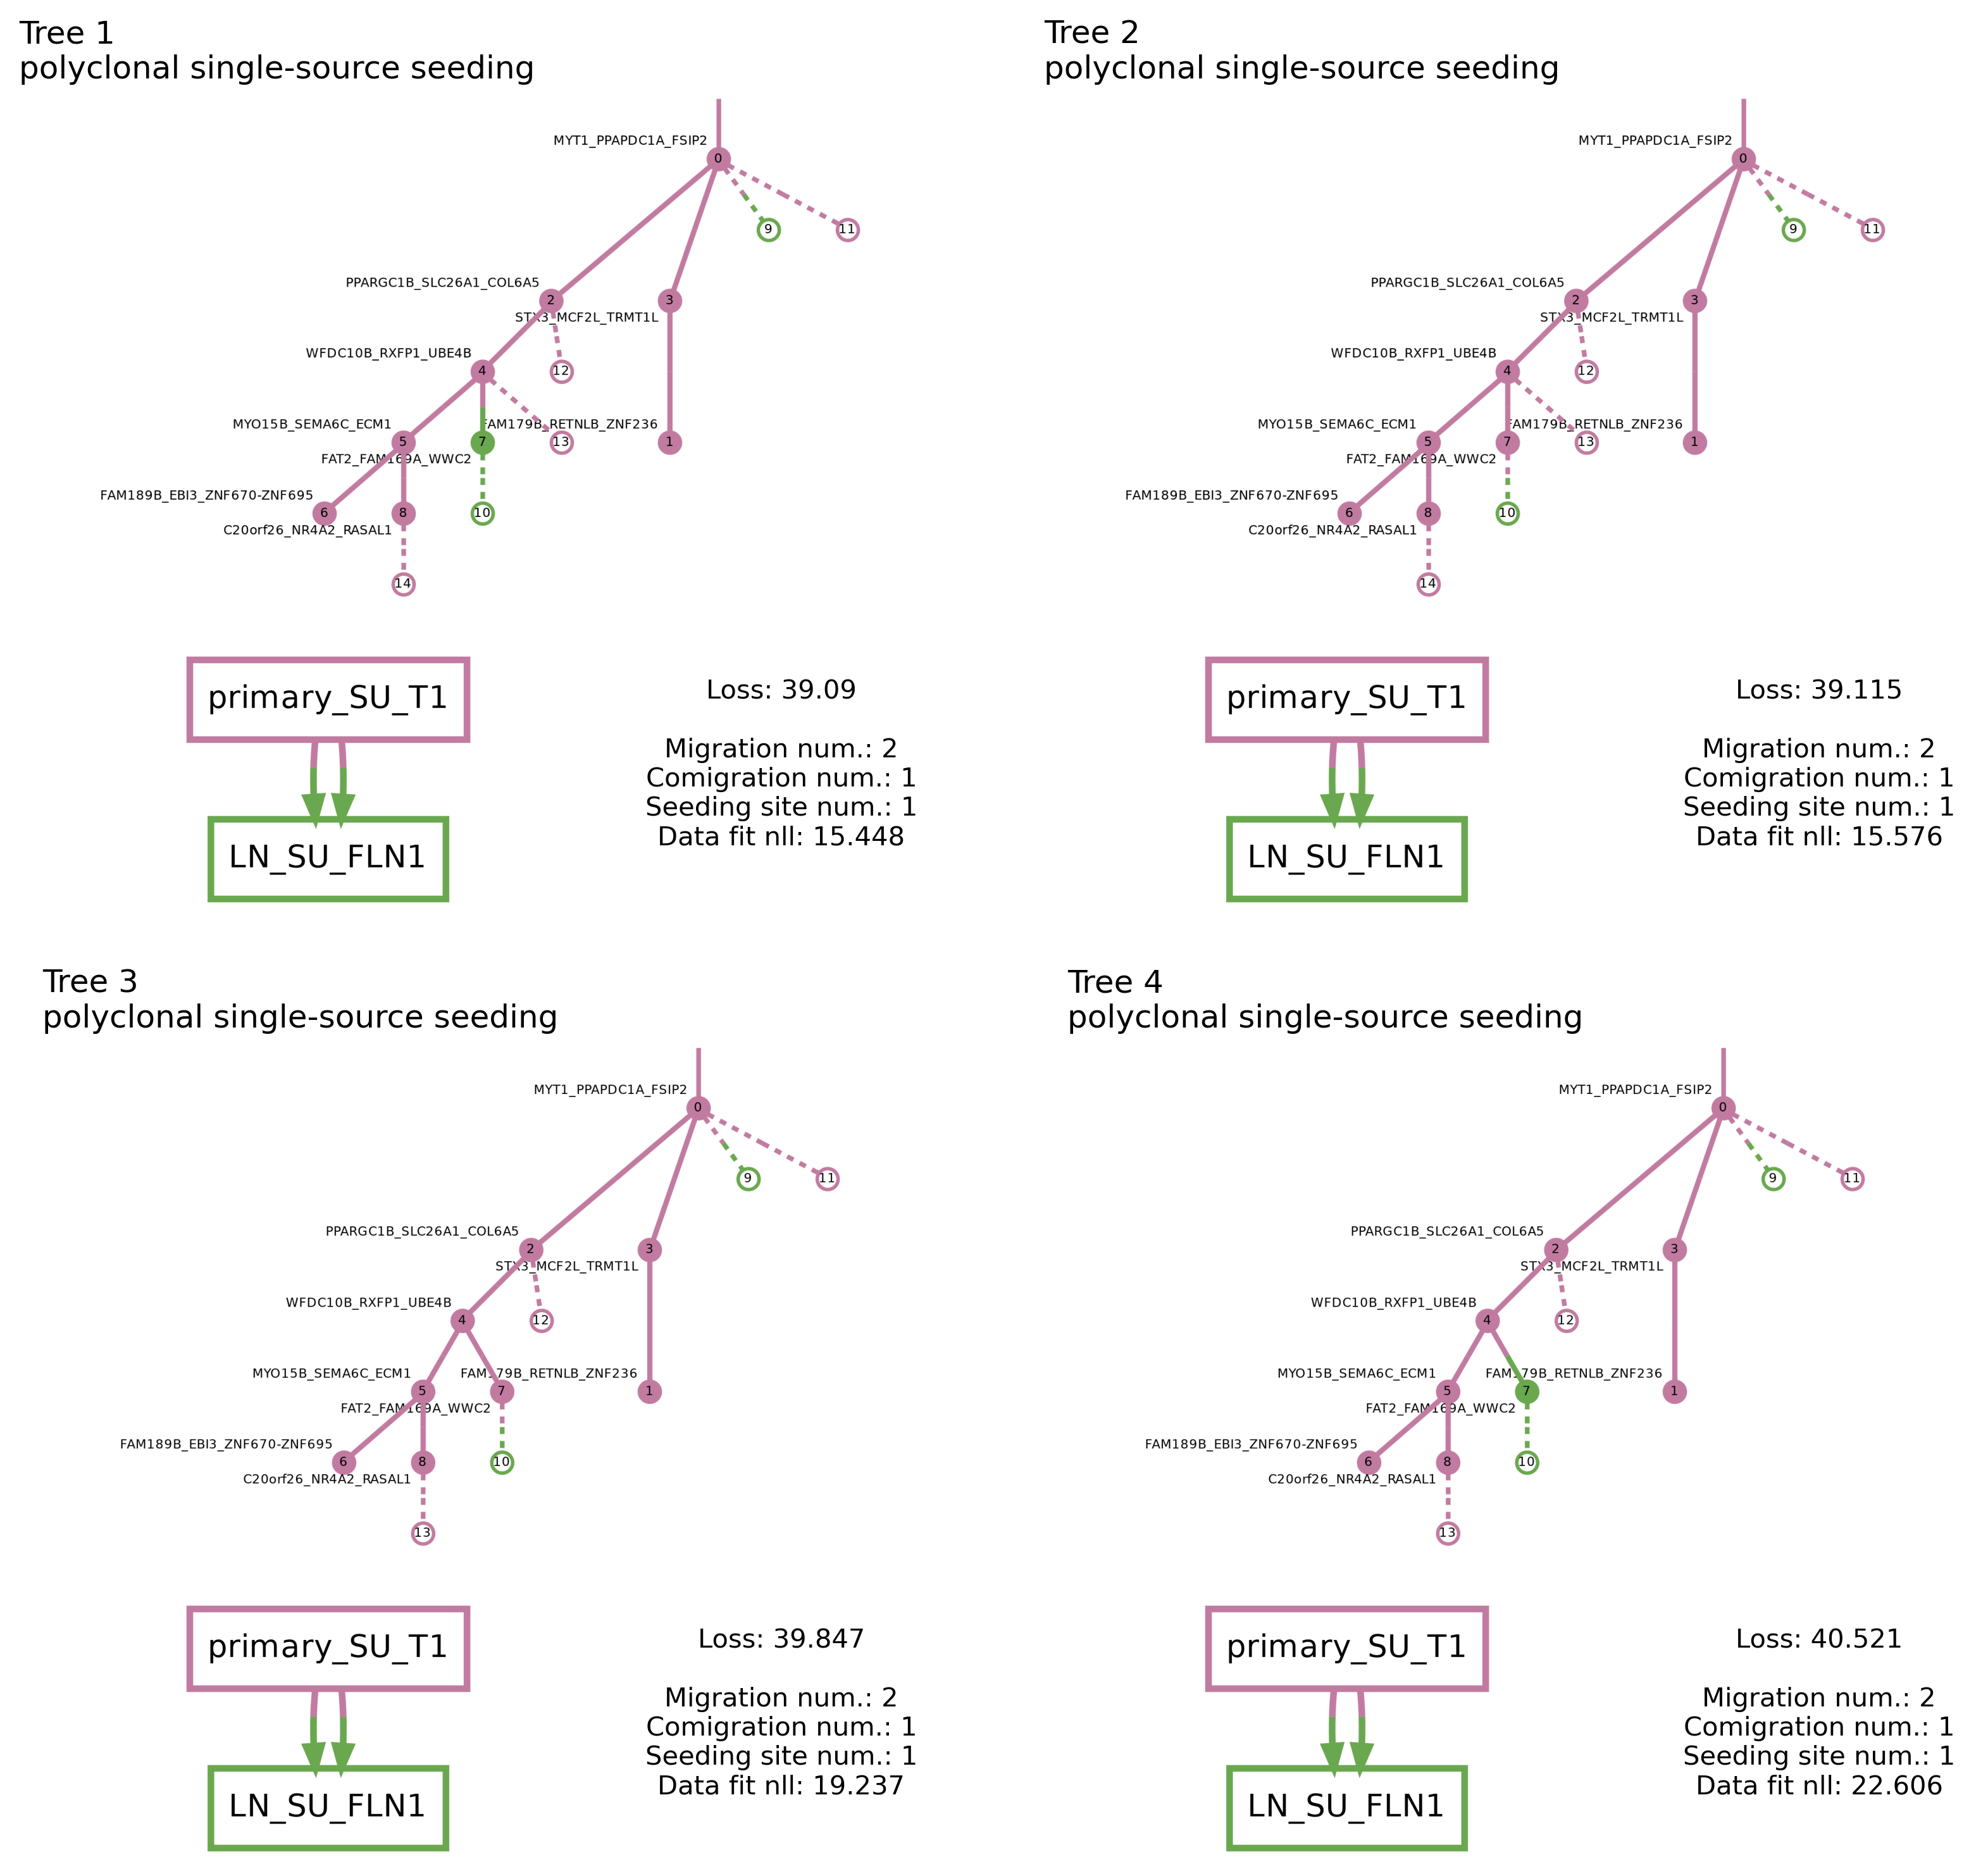 Tree 1
polyclonal single-source seeding
MYT1_PPAPDC1A_FSIP2
0
9
11
PPARGC1B_SLC26A1_COL6A5
2
3
STX3_MCF2L_TRMT1L
WFDC10B_RXFP1_UBE4B
4
12
MYO15B_SEMA6C_ECM1
5
7
FAM179B_RETNLB_ZNF236
13
1
FAT2_FAM169A_WWC2
FAM189B_EBI3_ZNF670-ZNF695
6
8
10
C20orf26_NR4A2_RASAL1
14
primary_SU_T1
LN_SU_FLN1
Loss: 39.09
Migration num.: 2
Comigration num.: 1
Seeding site num.: 1
Data fit nll: 15.448
Tree 2
polyclonal single-source seeding
MYT1_PPAPDC1A_FSIP2
0
9
11
PPARGC1B_SLC26A1_COL6A5
2
3
STX3_MCF2L_TRMT1L
WFDC10B_RXFP1_UBE4B
4
12
MYO15B_SEMA6C_ECM1
5
7
FAM179B_RETNLB_ZNF236
13
1
FAT2_FAM169A_WWC2
FAM189B_EBI3_ZNF670-ZNF695
6
8
10
C20orf26_NR4A2_RASAL1
14
primary_SU_T1
LN_SU_FLN1
Loss: 39.115
Migration num.: 2
Comigration num.: 1
Seeding site num.: 1
Data fit nll: 15.576
Tree 3
polyclonal single-source seeding
MYT1_PPAPDC1A_FSIP2
0
9
11
PPARGC1B_SLC26A1_COL6A5
2
3
STX3_MCF2L_TRMT1L
WFDC10B_RXFP1_UBE4B
4
12
MYO15B_SEMA6C_ECM1
5
FAM179B_RETNLB_ZNF236
7
1
FAT2_FAM169A_WWC2
FAM189B_EBI3_ZNF670-ZNF695
6
8
10
C20orf26_NR4A2_RASAL1
13
primary_SU_T1
LN_SU_FLN1
Loss: 39.847
Migration num.: 2
Comigration num.: 1
Seeding site num.: 1
Data fit nll: 19.237
Tree 4
polyclonal single-source seeding
MYT1_PPAPDC1A_FSIP2
0
9
11
PPARGC1B_SLC26A1_COL6A5
2
3
STX3_MCF2L_TRMT1L
WFDC10B_RXFP1_UBE4B
4
12
MYO15B_SEMA6C_ECM1
5
FAM179B_RETNLB_ZNF236
7
1
FAT2_FAM169A_WWC2
FAM189B_EBI3_ZNF670-ZNF695
6
8
10
C20orf26_NR4A2_RASAL1
13
primary_SU_T1
LN_SU_FLN1
Loss: 40.521
Migration num.: 2
Comigration num.: 1
Seeding site num.: 1
Data fit nll: 22.606